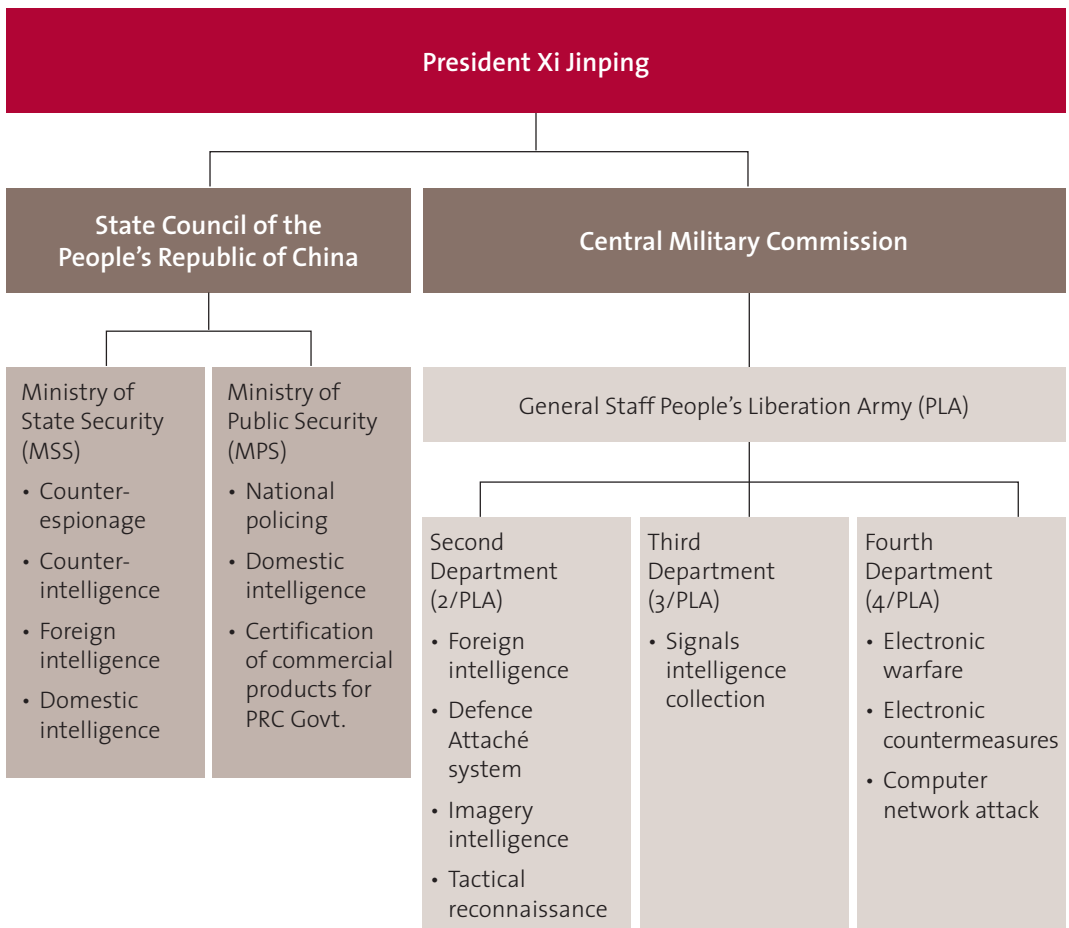 President Xi Jinping
State Council of the
People's Republic of China
Central Military Commission
Ministry of
State Security
(MSS)
• Counter-
espionage
• Counter-
intelligence
• Foreign
intelligence
• Domestic
intelligence
Ministry of
Public Security
(MPS)
• National
policing
• Domestic
intelligence
• Certification
of commercial
products for
PRC Govt.
General Staff People's Liberation Army (PLA)
Second
Department
(2/PLA)
• Foreign
intelligence
• Defence
Attaché
system
• Imagery
intelligence
• Tactical
reconnaissance
Third
Department
(3/PLA)
• Signals
intelligence
collection
Fourth
Department
(4/PLA)
• Electronic
warfare
• Electronic
countermeasures
• Computer
network attack